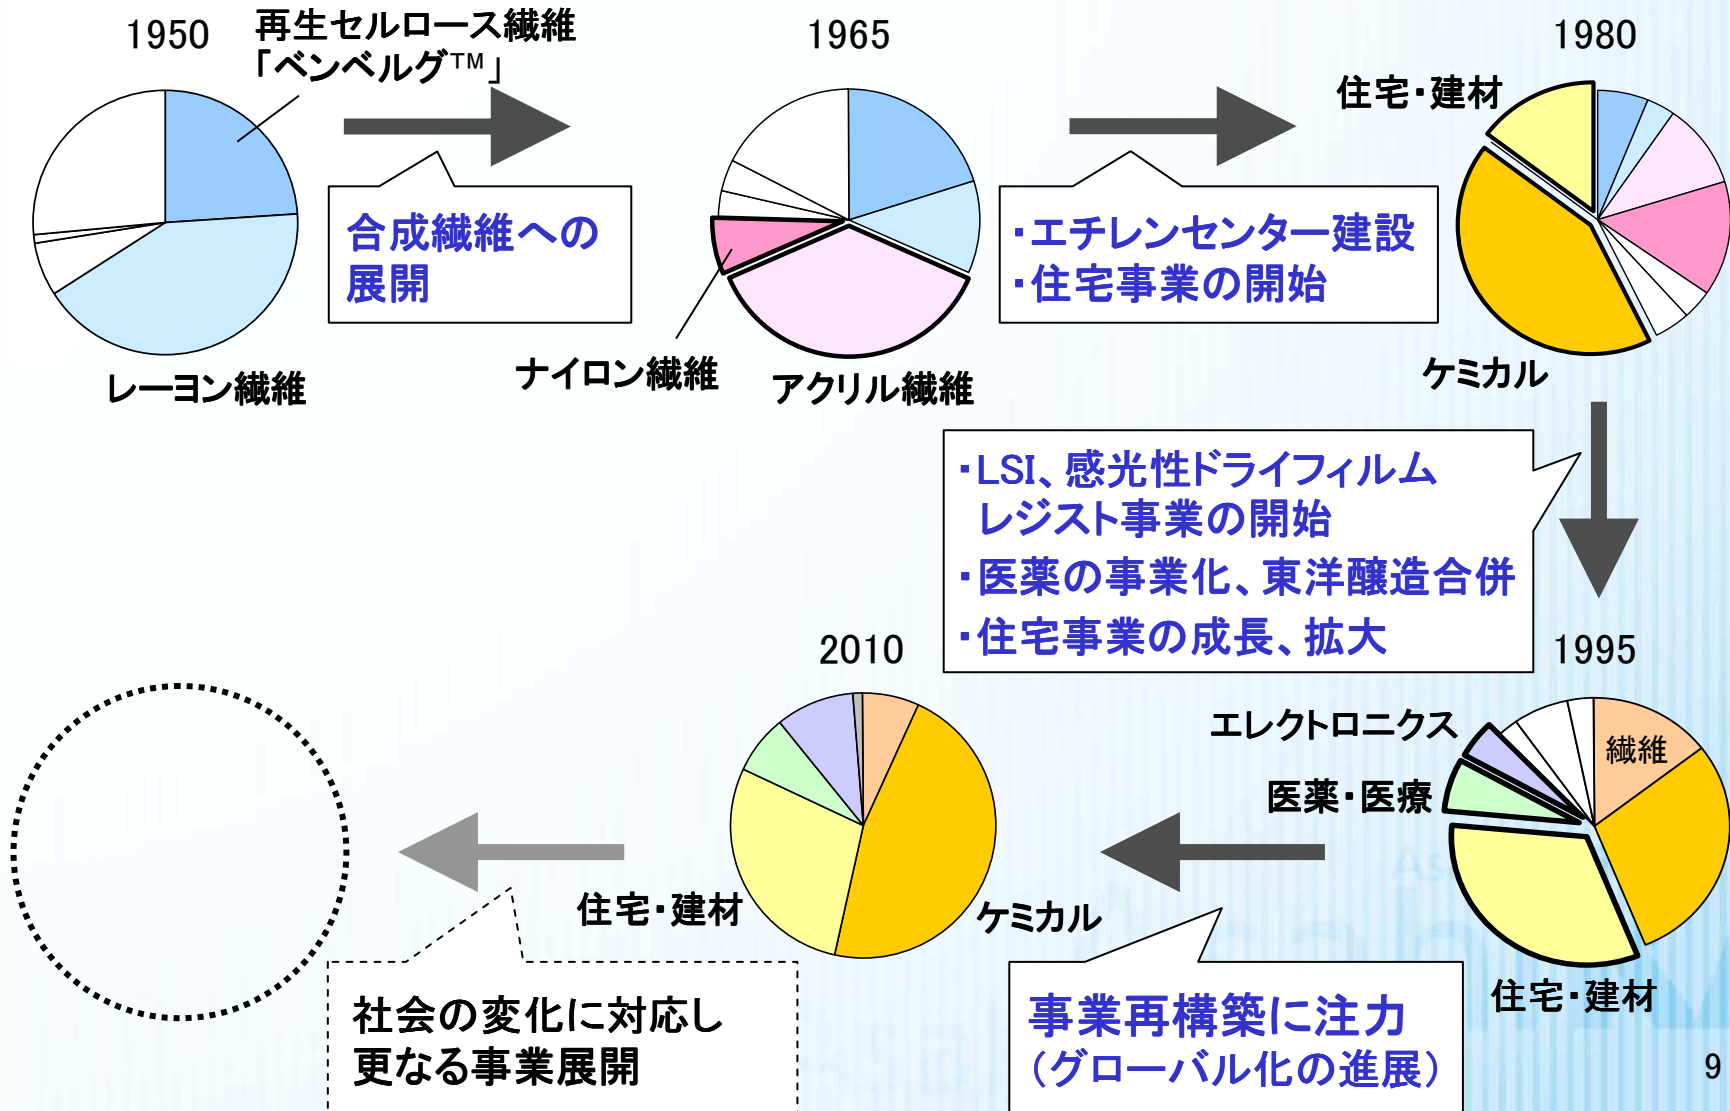 1950
再生セルロース繊維
「ベンベルグ™」
レーヨン繊維
合成繊維への
展開
1965
ナイロン繊維
アクリル繊維
・エチレンセンター建設
・住宅事業の開始
1980
住宅・建材
ケミカル
・LSI、感光性ドライフィルム
レジスト事業の開始
・医薬の事業化、東洋醸造合併
・住宅事業の成長、拡大
1995
エレクトロニクス
繊維
医薬・医療
住宅・建材
事業再構築に注力
（グローバル化の進展）
2010
住宅・建材
ケミカル
社会の変化に対応し
更なる事業展開
9